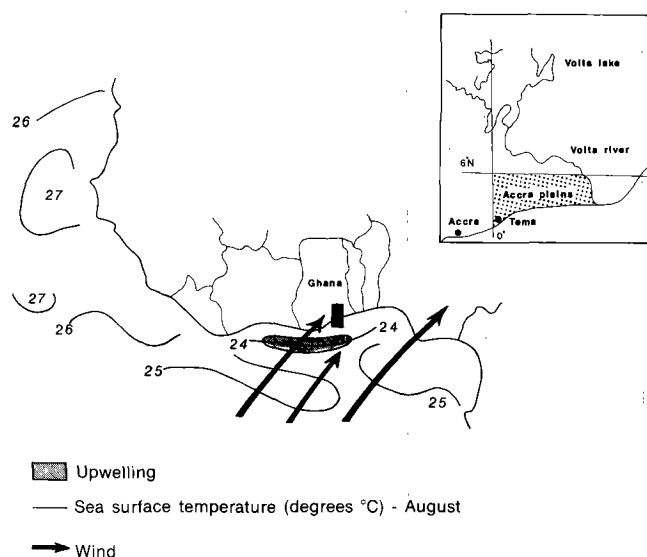 Volta lake
Volta river
6°N
Accra plains
Accra
Tema
0°
26
27
Ghana
27
26
24
24
25
25
Upwelling
Sea surface temperature (degrees °C) - August
Wind